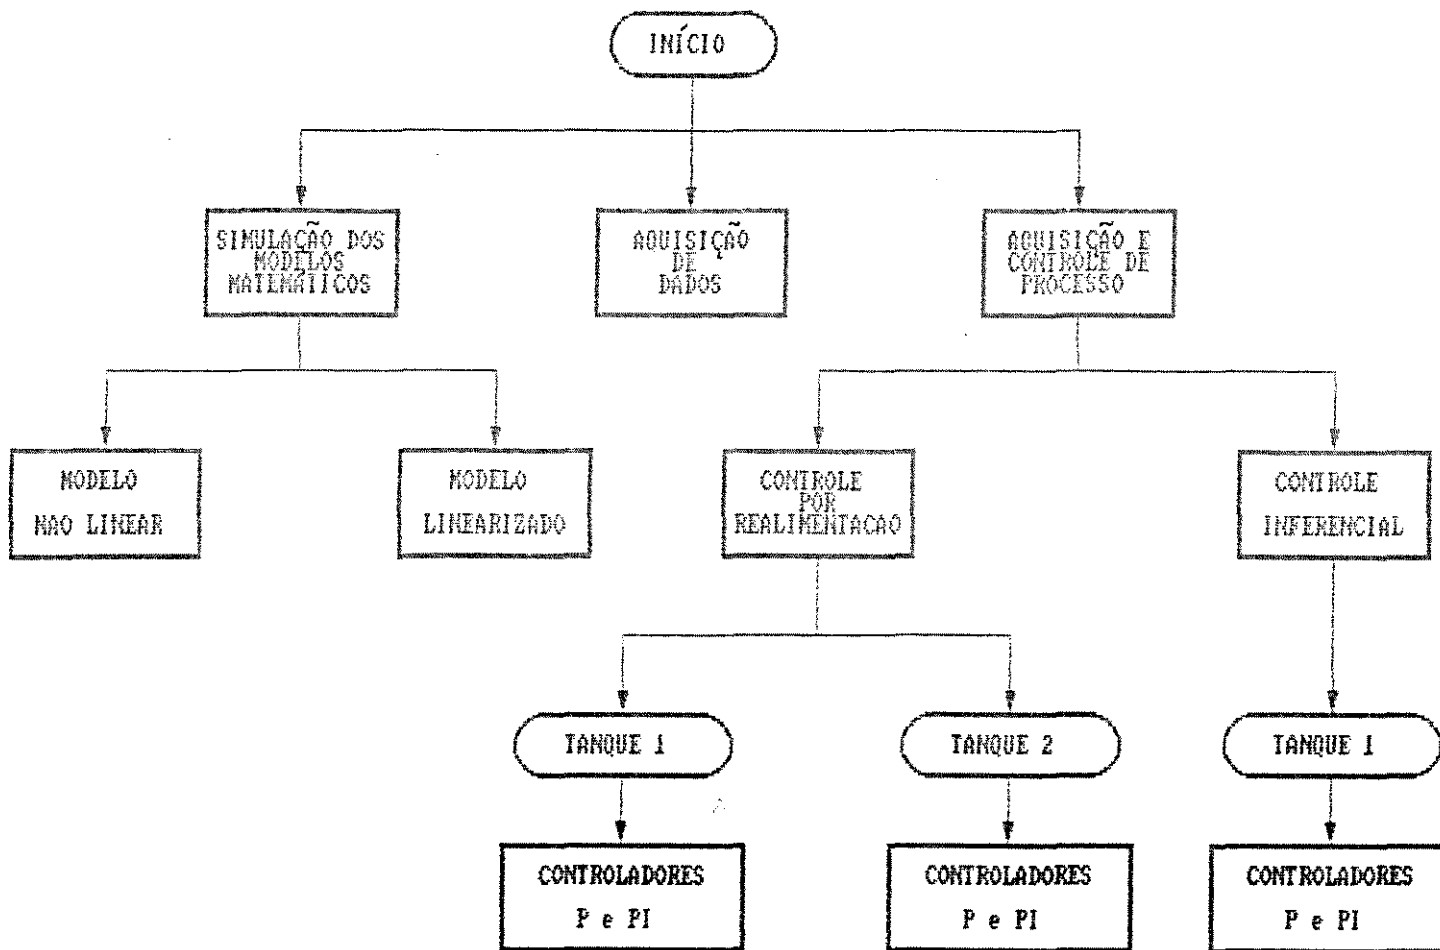 INÍCIO
SIMULAÇÃO DOS
MODELOS
MATEMÁTICOS
AQUISIÇÃO
DE
DADOS
AQUISIÇÃO E
CONTROLE DE
PROCESSO
MODELO
NAO LINEAR
MODELO
LINEARIZADO
CONTROLE
POR
REALIMENTACAO
CONTROLE
INFERENCIAL
TANQUE 1
TANQUE 2
TANQUE 1
CONTROLADORES
P e PI
CONTROLADORES
P e PI
CONTROLADORES
P e PI